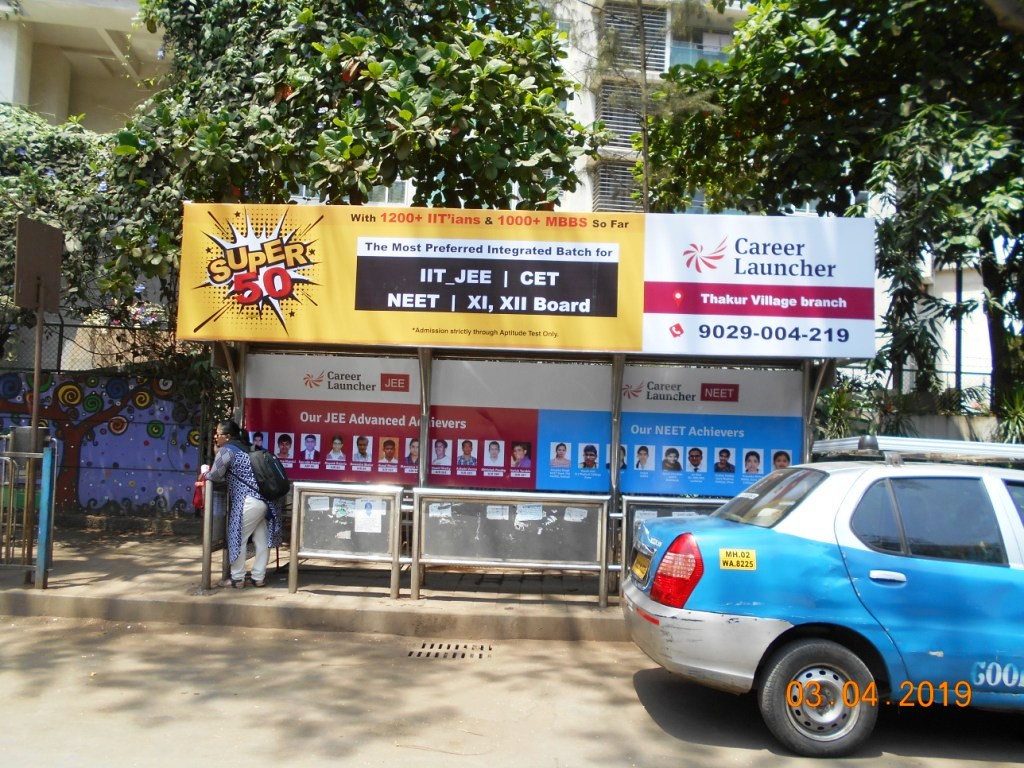 With 1200+ IIT'ians & 1000+ MBBS So Far
SUPER
50
The Most Preferred Integrated Batch for
IIT_JEE | CET
NEET | XI, XII Board
*Admission strictly through Aptitude Test Only.
Career
Launcher
Thakur Village branch
9029-004-219
Career
Launcher JEE
Our JEE Advanced Achievers
Career
Launcher NEET
Our NEET Achievers
MH.02
WA.8225
GOO
03.04.2019